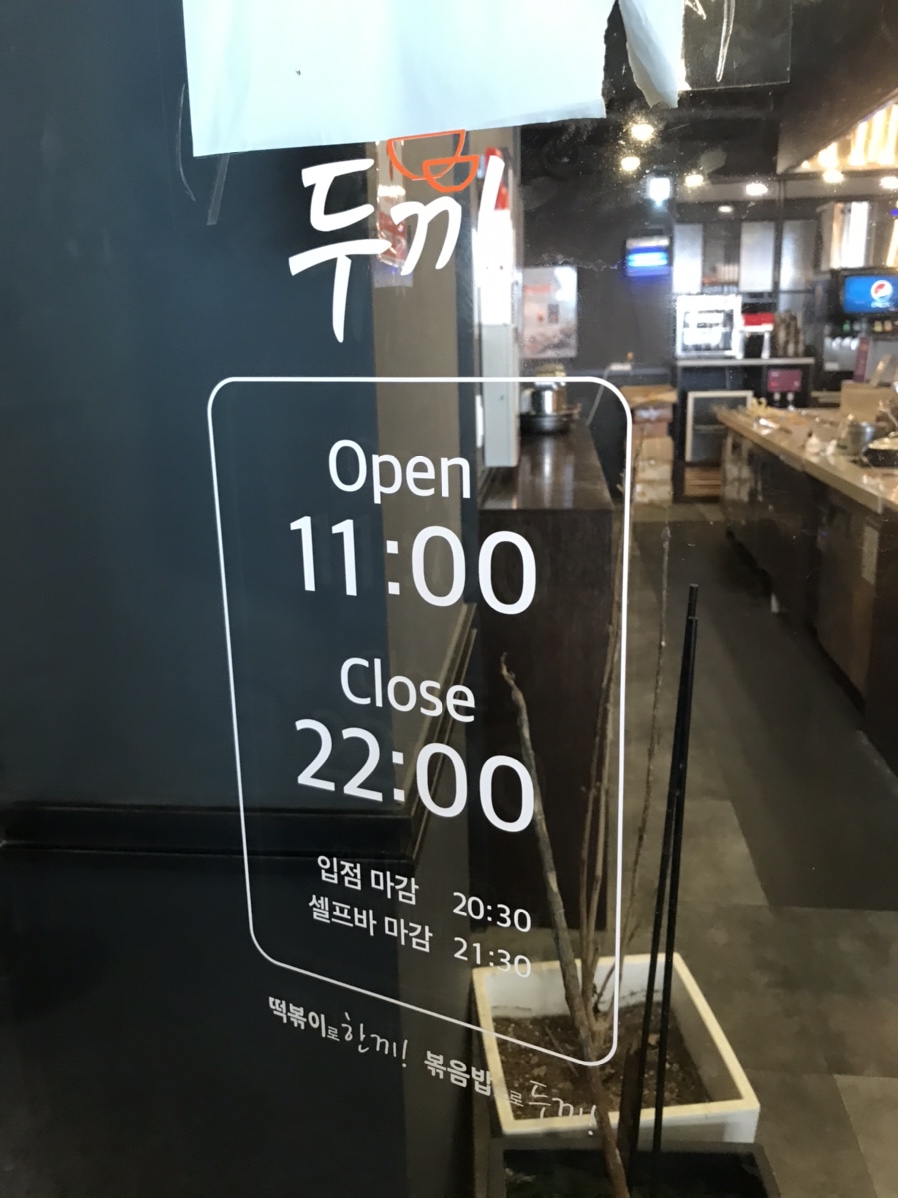 두끼
Open
11:00
Close
22:00
입점 마감 20:30
셀프바 마감 21:30
떡볶이로 한끼! 볶음밥으로 두끼!